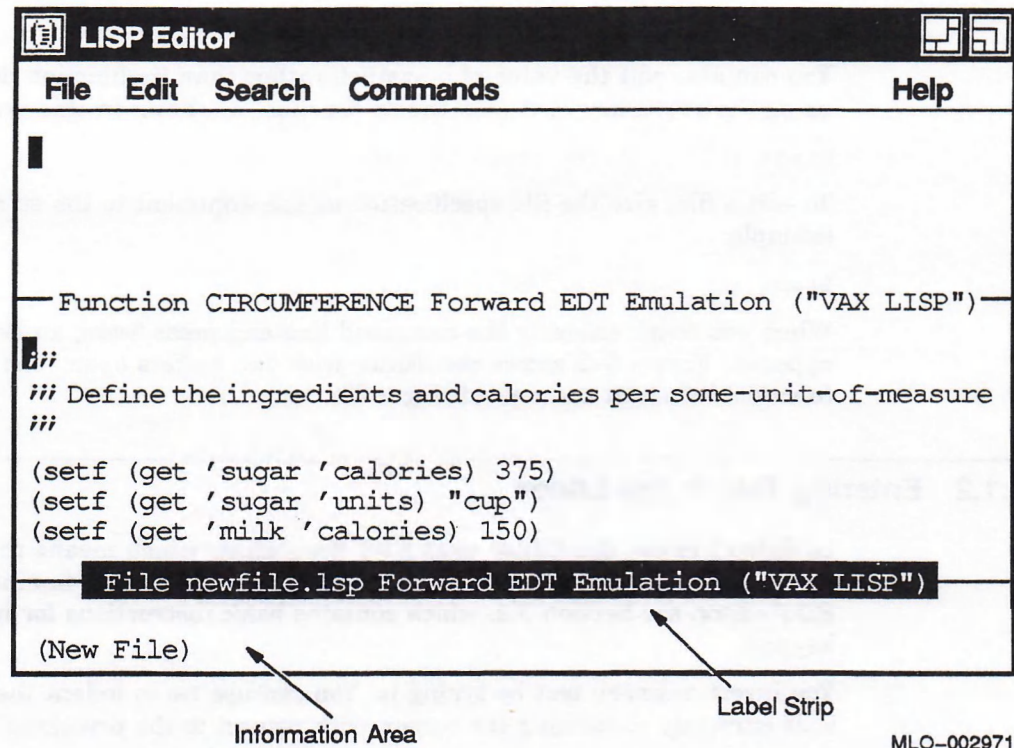 LISP Editor
File Edit Search Commands Help
Function CIRCUMFERENCE Forward EDT Emulation ("VAX LISP")
;;;
;;; Define the ingredients and calories per some-unit-of-measure
;;;
(setf (get 'sugar 'calories) 375)
(setf (get 'sugar 'units) "cup")
(setf (get 'milk 'calories) 150)
File newfile.lsp Forward EDT Emulation ("VAX LISP")
(New File)
Label Strip
Information Area
MLO-002971